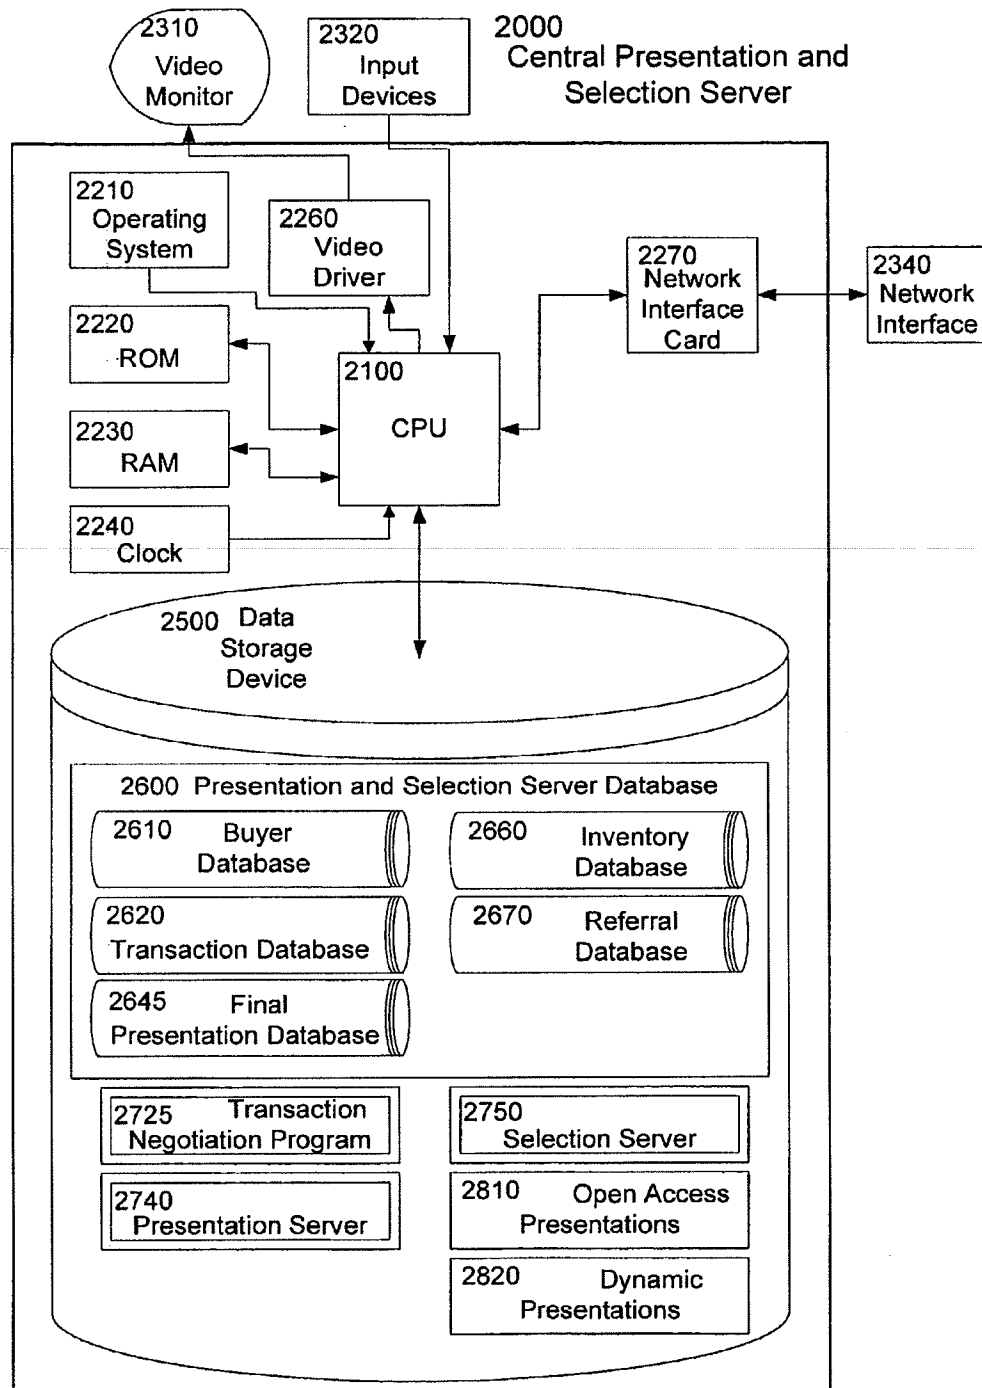 2310
Video
Monitor
2320
Input
Devices
2000
Central Presentation and
Selection Server
2210
Operating
System
2260
Video
Driver
2270
Network
Interface
Card
2340
Network
Interface
2220
ROM
2100
CPU
2230
RAM
2240
Clock
2500 Data
Storage
Device
2600 Presentation and Selection Server Database
2610 Buyer
Database
2660 Inventory
Database
2620
Transaction Database
2670 Referral
Database
2645 Final
Presentation Database
2725 Transaction
Negotiation Program
2750
Selection Server
2740
Presentation Server
2810 Open Access
Presentations
2820 Dynamic
Presentations